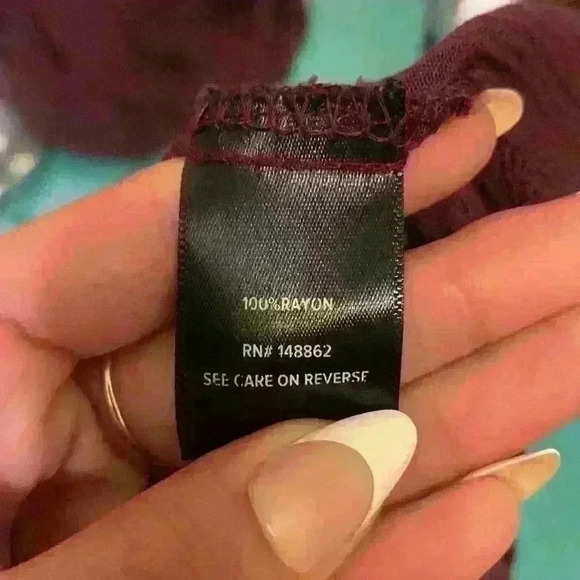 100% RAYON
RN# 148862
SEE CARE ON REVERSE